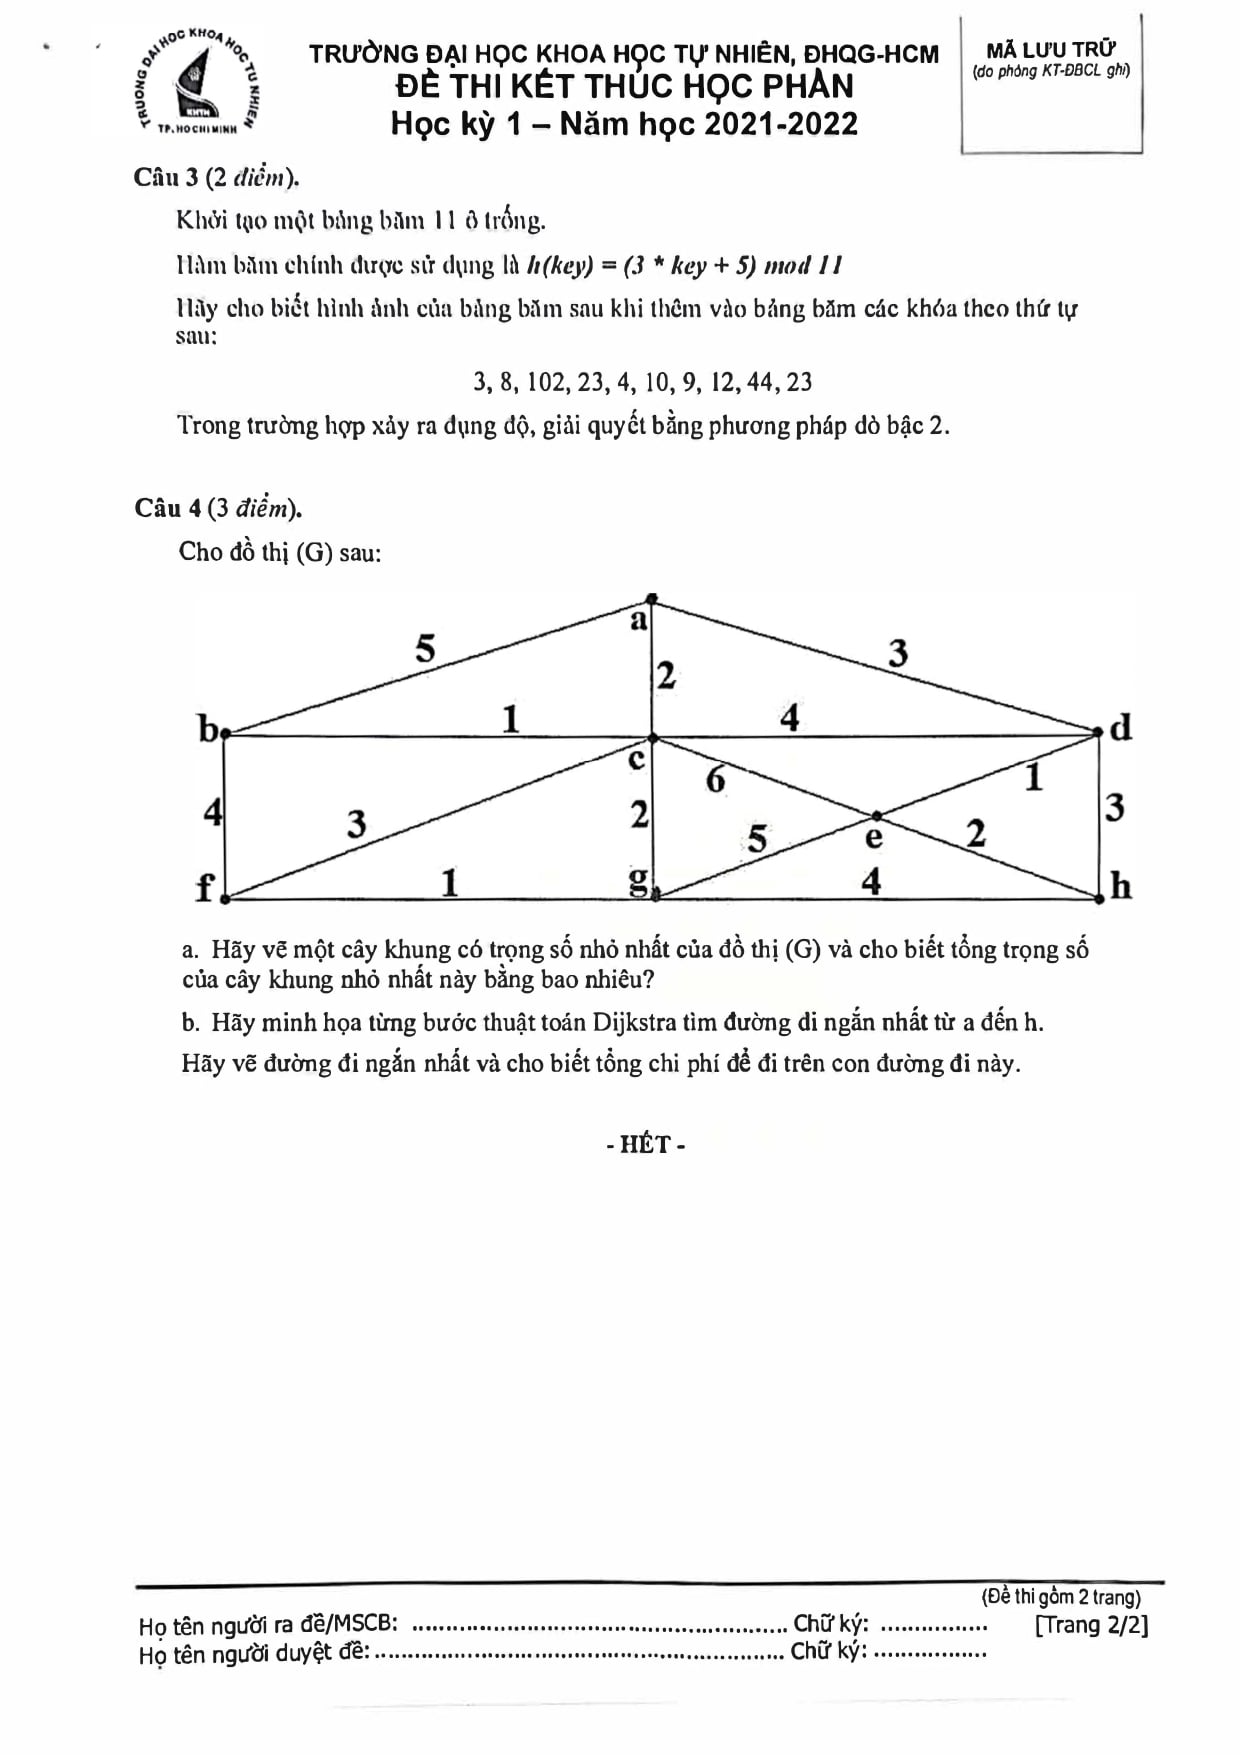 TRƯỜNG ĐẠI HỌC KHOA HỌC TỰ NHIÊN
TP.HOCHIMINH
TRƯỜNG ĐẠI HỌC KHOA HỌC TỰ NHIÊN, ĐHQG-HCM
ĐỀ THI KẾT THÚC HỌC PHẦN
Học kỳ 1 – Năm học 2021-2022
MÃ LƯU TRỮ
(do phòng KT-ĐBCL ghi)
Câu 3 (2 điểm).
Khởi tạo một bảng băm 11 ô trống.
Hàm băm chính được sử dụng là h(key) = (3 * key + 5) mod 11
Hãy cho biết hình ảnh của bảng băm sau khi thêm vào bảng băm các khóa theo thứ tự
sau:
3, 8, 102, 23, 4, 10, 9, 12, 44, 23
Trong trường hợp xảy ra đụng độ, giải quyết bằng phương pháp dò bậc 2.
Câu 4 (3 điểm).
Cho đồ thị (G) sau:
a
5
3
2
b
1
4
d
c
6
1
4
3
2
3
5
e
2
f
1
g
4
h
a. Hãy vẽ một cây khung có trọng số nhỏ nhất của đồ thị (G) và cho biết tổng trọng số
của cây khung nhỏ nhất này bằng bao nhiêu?
b. Hãy minh họa từng bước thuật toán Dijkstra tìm đường đi ngắn nhất từ a đến h.
Hãy vẽ đường đi ngắn nhất và cho biết tổng chi phí để đi trên con đường đi này.
- HẾT -
(Đề thi gồm 2 trang)
Họ tên người ra đề/MSCB: ........................................................ Chữ ký: ................ [Trang 2/2]
Họ tên người duyệt đề:............................................................. Chữ ký: .................